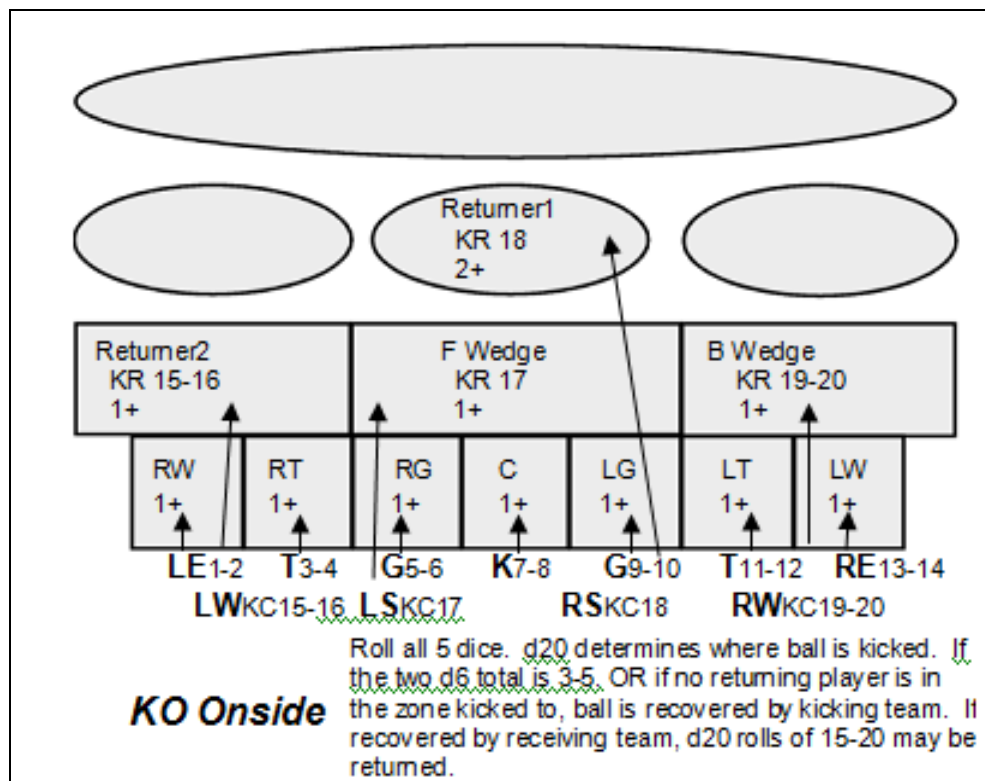 Returner1
KR 18
2+
Returner2 F Wedge B Wedge
KR 15-16 KR 17 KR 19-20
1+ 1+ 1+
RW RT RG C LG LT LW
1+ 1+ 1+ 1+ 1+ 1+ 1+
LE1-2 T3-4 G5-6 K7-8 G9-10 T11-12 RE13-14
LWKC15-16 LSKC17 RSKC18 RWKC19-20
Roll all 5 dice. d20 determines where ball is kicked. If
the two d6 total is 3-5, OR if no returning player is in
KO Onside the zone kicked to, ball is recovered by kicking team. If
recovered by receiving team, d20 rolls of 15-20 may be
returned.